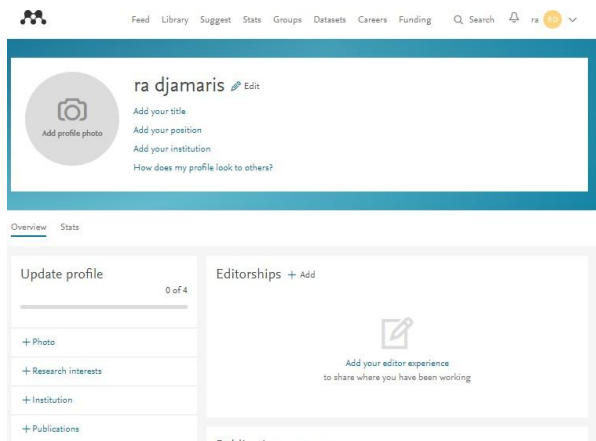 Feed Library Suggest Stats Groups Datasets Careers Funding Search ra RD
ra djamaris Edit
Add your title
Add your position
Add your institution
How does my profile look to others?
Add profile photo
Overview Stats
Update profile
0 of 4
+ Photo
+ Research interests
+ Institution
+ Publications
Editorships + Add
Add your editor experience
to share where you have been working